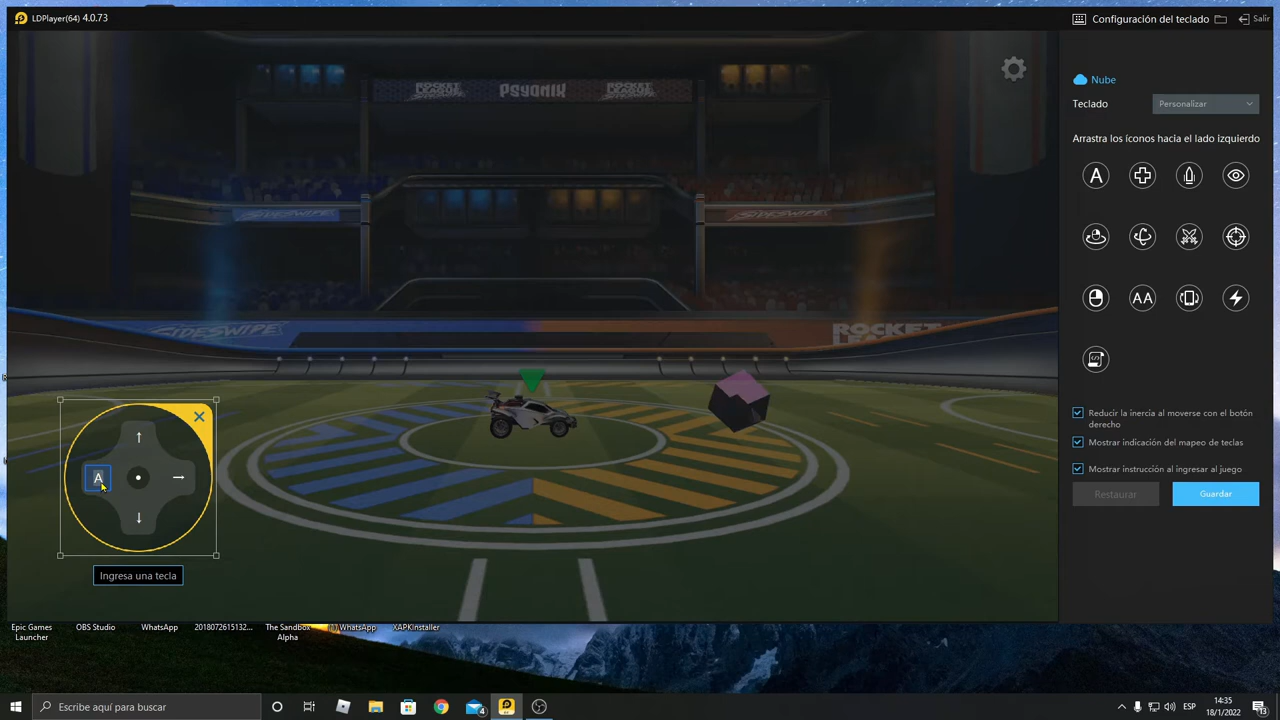 LDPlayer(64) 4.0.73
Configuración del teclado
Salir
ROCKET LEAGUE
PSYONIX
ROCKET LEAGUE
Nube
Teclado
Personalizar
Arrastra los íconos hacia el lado izquierdo
A
AA
SIDESWIPE
SIDESWIPE
SIDESWIPE
ROCKET
LEAGUE
Reducir la inercia al moverse con el botón
derecho
Mostrar indicación del mapeo de teclas
Mostrar instrucción al ingresar al juego
Restaurar
Guardar
A
Ingresa una tecla
Epic Games
Launcher
OBS Studio
WhatsApp
2018072615132...
The Sandbox
Alpha
(1) WhatsApp
XAPKInstaller
Escribe aquí para buscar
4
ESP
14:35
18/1/2022
13